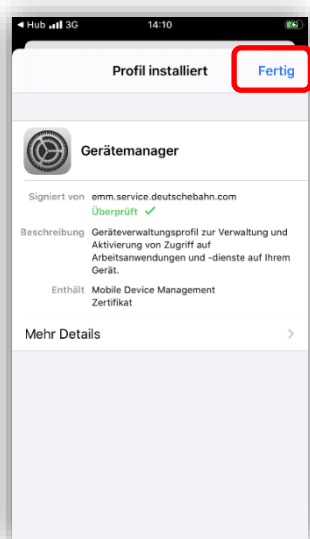 Hub 3G 14:10
Profil installiert Fertig
Gerätemanager
Signiert von emm.service.deutschebahn.com
Überprüft
Beschreibung Geräteverwaltungsprofil zur Verwaltung und
Aktivierung von Zugriff auf
Arbeitsanwendungen und -dienste auf Ihrem
Gerät.
Enthält Mobile Device Management
Zertifikat
Mehr Details